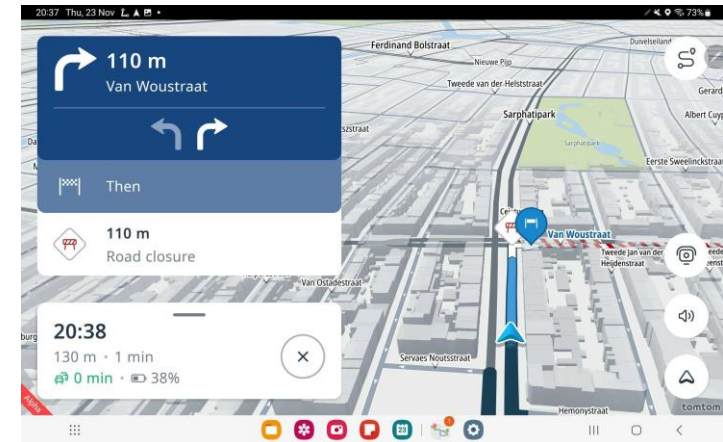 20:37 Thu, 23 Nov
73%
110 m
Van Woustraat
Then
110 m
Road closure
20:38
130 m • 1 min
0 min • 38%
Alpha
Ferdinand Bolstraat
Nieuwe Pijp
Tweede van der Helststraat
Duivelseiland
Gerard
Sarphatipark
Albert Cuyp
Sarphatipark
Eerste Sweelinckstraat
Van Woustraat
Tweede Jan van der
Heijdenstraat
Van Ostadestraat
Servaes Noutsstraat
Hemonystraat
tomtom
23
1